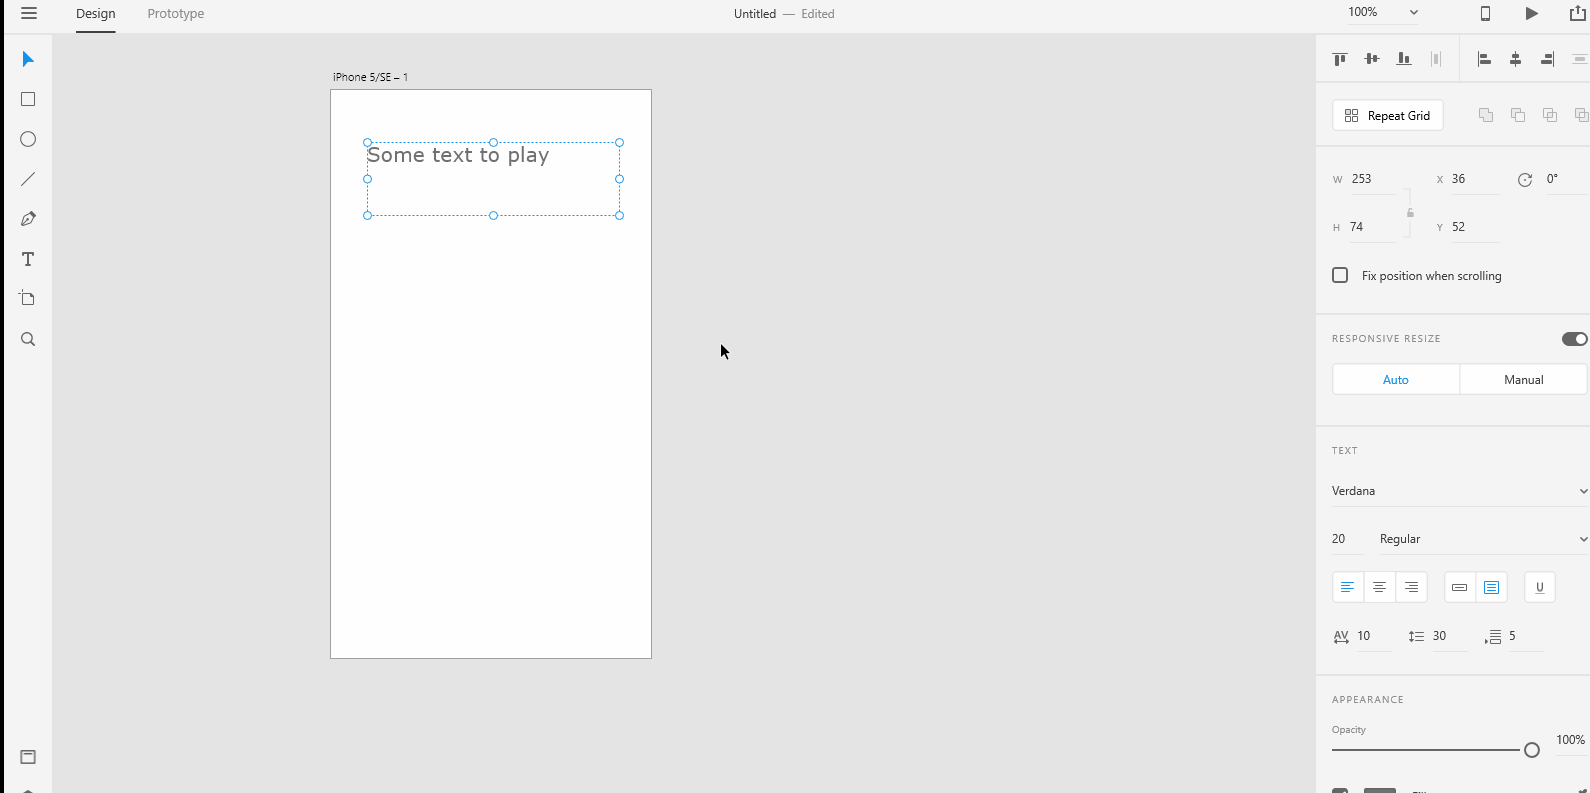 Design Prototype Untitled — Edited 100%
iPhone 5/SE – 1
Some text to play
Repeat Grid
W 253 X 36 0°
H 74 Y 52
Fix position when scrolling
RESPONSIVE RESIZE
Auto Manual
TEXT
Verdana
20 Regular
U
AV 10 30 5
APPEARANCE
Opacity
100%